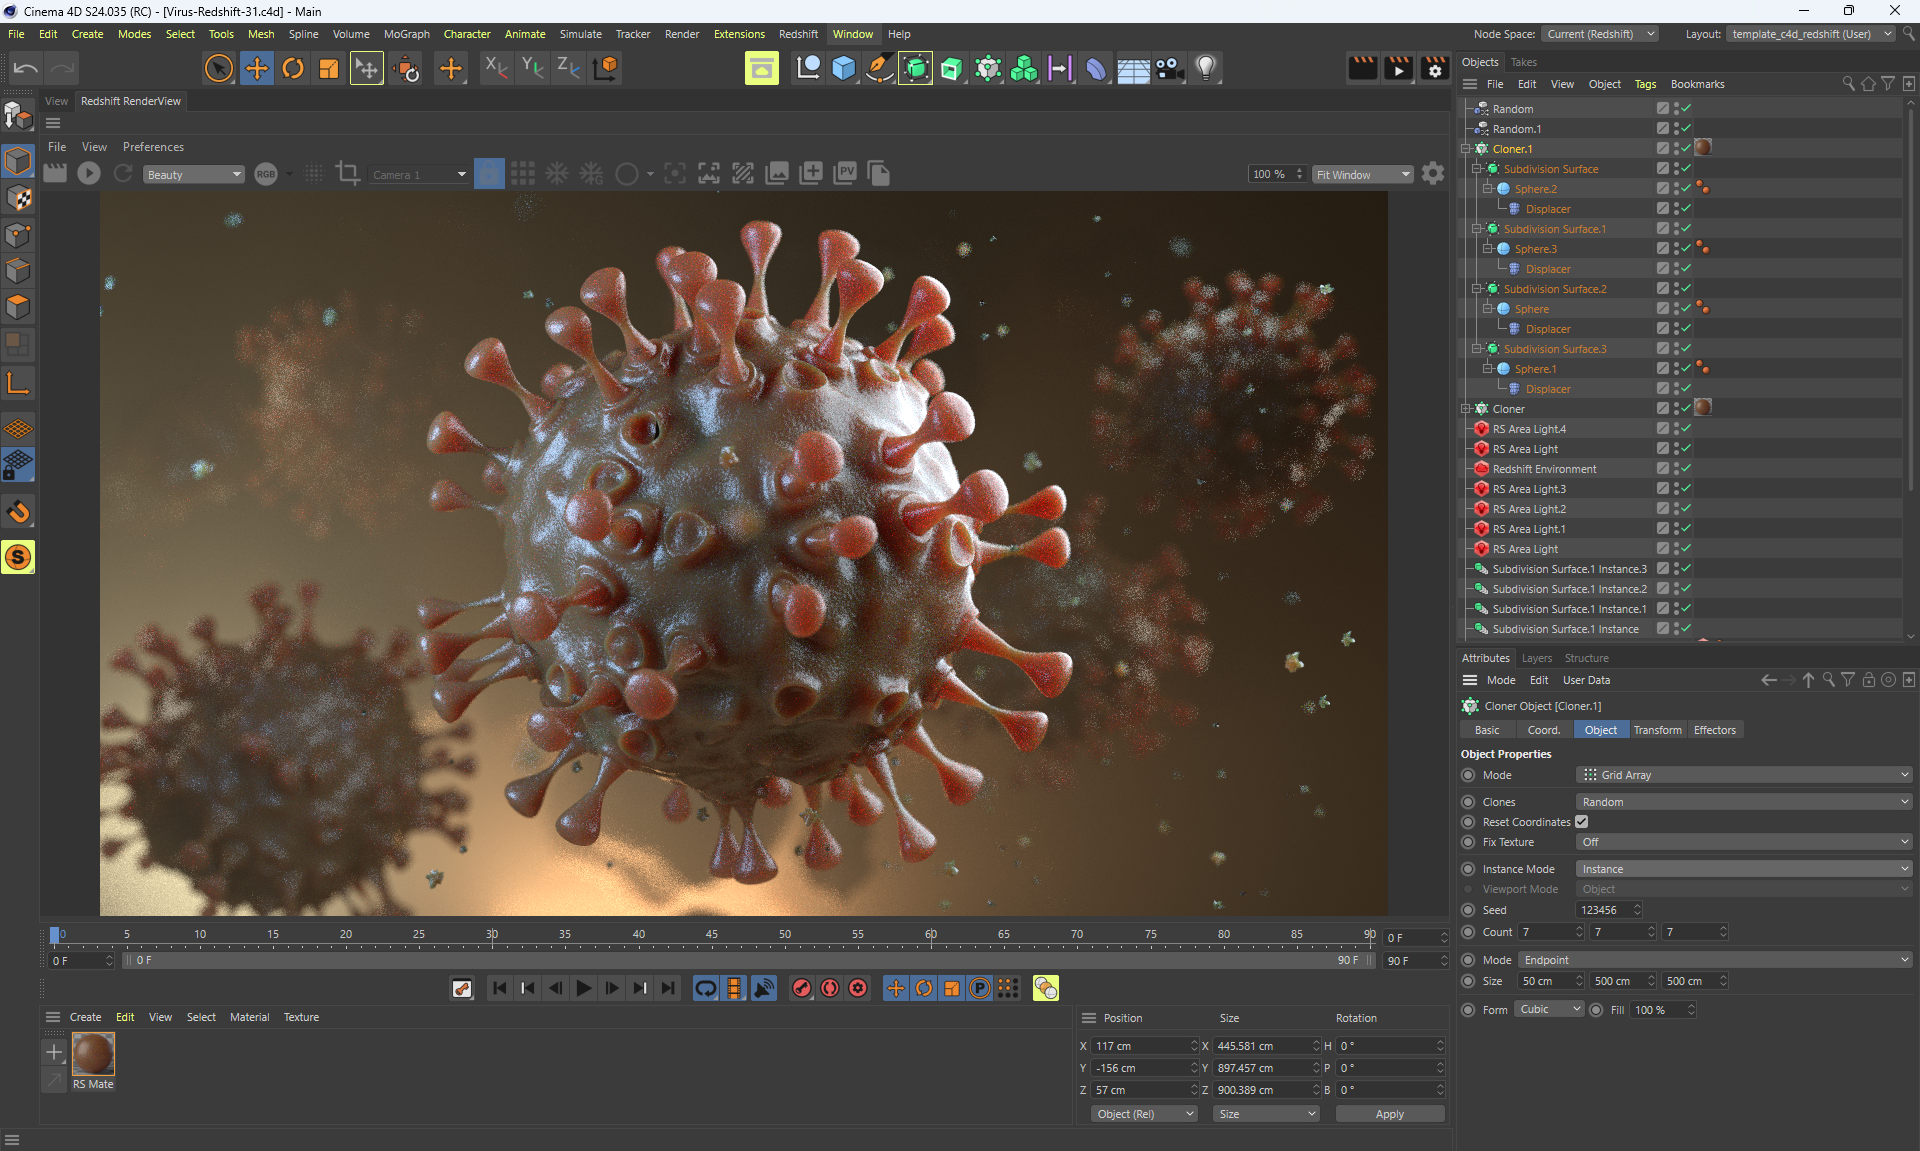 Cinema 4D S24.035 (RC) - [Virus-Redshift-31.c4d] - Main
File Edit Create Modes Select Tools Mesh Spline Volume MoGraph Character Animate Simulate Tracker Render Extensions Redshift Window Help
Node Space: Current (Redshift) Layout: template_c4d_redshift (User)
X Y Z
View Redshift RenderView
File View Preferences
Beauty RGB Camera 1 PV 100 % Fit Window
Objects Takes
File Edit View Object Tags Bookmarks
Random
Random.1
Cloner.1
Subdivision Surface
Sphere.2
Displacer
Subdivision Surface.1
Sphere.3
Displacer
Subdivision Surface.2
Sphere
Displacer
Subdivision Surface.3
Sphere.1
Displacer
Cloner
RS Area Light.4
RS Area Light
Redshift Environment
RS Area Light.3
RS Area Light.2
RS Area Light.1
RS Area Light
Subdivision Surface.1 Instance.3
Subdivision Surface.1 Instance.2
Subdivision Surface.1 Instance.1
Subdivision Surface.1 Instance
Attributes Layers Structure
Mode Edit User Data
Cloner Object [Cloner.1]
Basic Coord. Object Transform Effectors
Object Properties
Mode Grid Array
Clones Random
Reset Coordinates
Fix Texture Off
Instance Mode Instance
Viewport Mode Object
Seed 123456
Count 7 7 7
Mode Endpoint
Size 50 cm 500 cm 500 cm
Form Cubic Fill 100 %
0 5 10 15 20 25 30 35 40 45 50 55 60 65 70 75 80 85 90 0 F
0 F 0 F 90 F 90 F
P
Create Edit View Select Material Texture
RS Mate
Position Size Rotation
X 117 cm X 445.581 cm H 0 °
Y -156 cm Y 897.457 cm P 0 °
Z 57 cm Z 900.389 cm B 0 °
Object (Rel) Size Apply
S